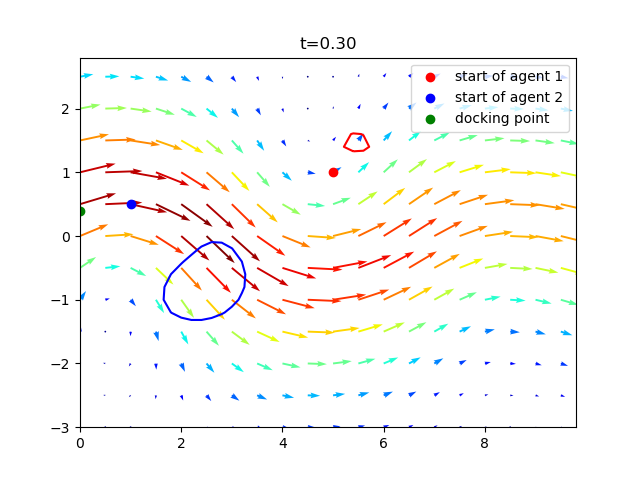 t=0.30
start of agent 1
start of agent 2
docking point
2
1
0
−1
−2
−3
0 2 4 6 8